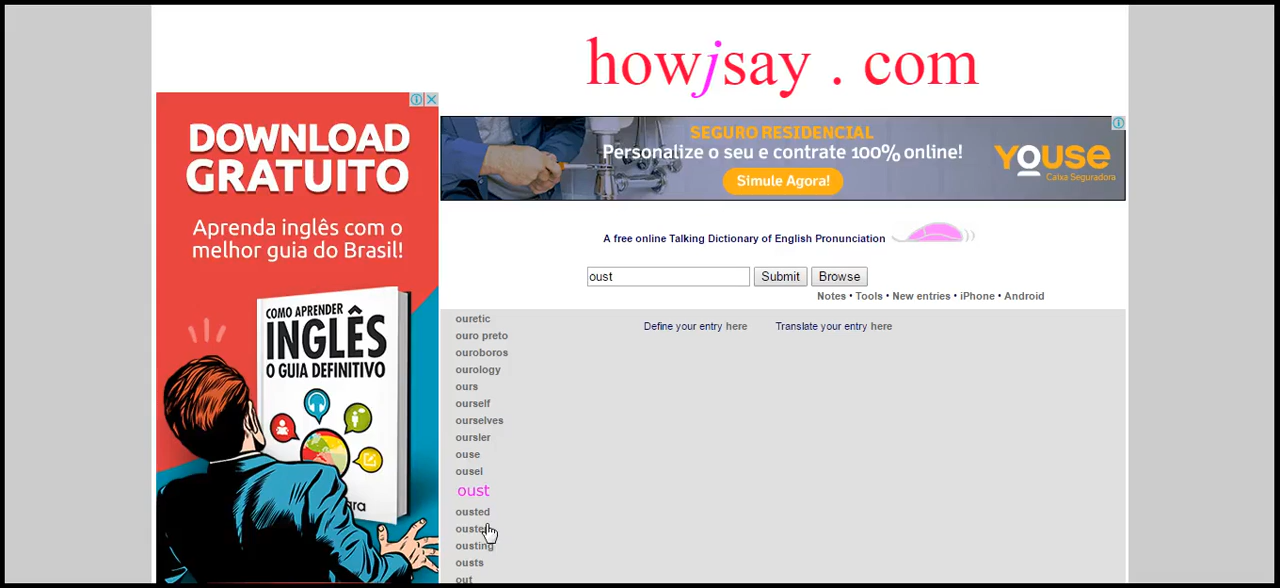 howjsay . com
DOWNLOAD
GRATUITO
Aprenda inglês com o
melhor guia do Brasil!
COMO APRENDER
INGLÊS
O GUIA DEFINITIVO
SEGURO RESIDENCIAL
Personalize o seu e contrate 100% online!
Simule Agora!
YOUSE
Caixa Seguradora
A free online Talking Dictionary of English Pronunciation
oust Submit Browse
Notes • Tools • New entries • iPhone • Android
Define your entry here Translate your entry here
ouretic
ouro preto
ouroboros
ourology
ours
ourself
ourselves
oursler
ouse
ousel
oust
ousted
ousting
ousts
out